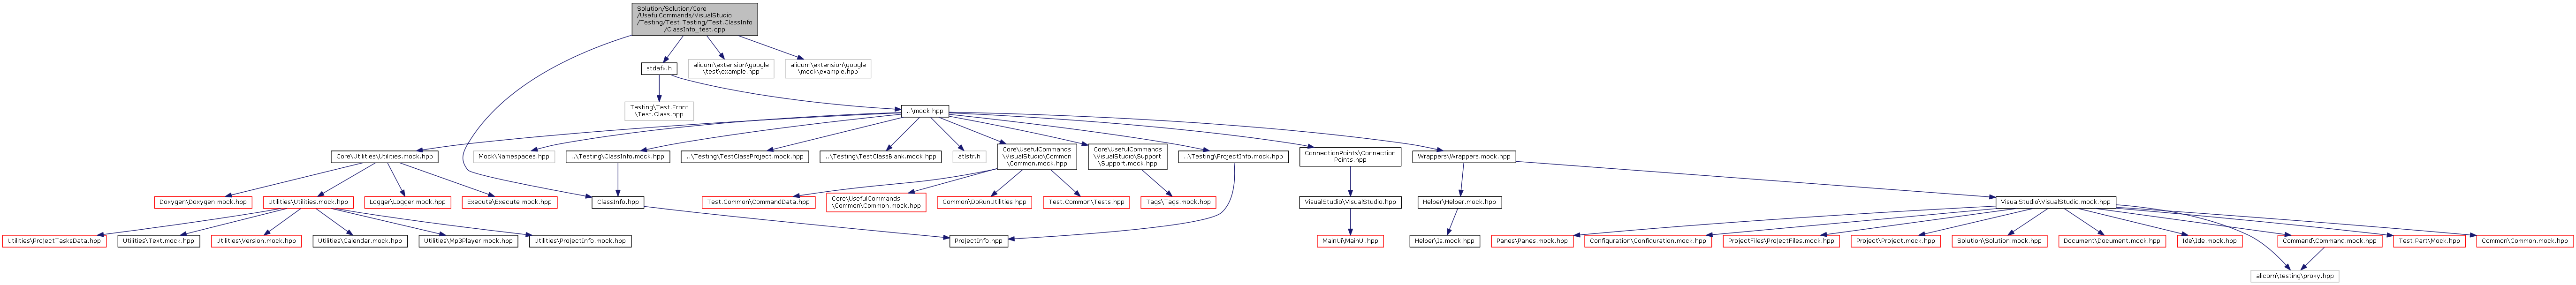 Solution/Solution/Core
/UsefulCommands/VisualStudio
/Testing/Test.Testing/Test.ClassInfo
/ClassInfo_test.cpp
stdafx.h
alicorn\extension\google
\test\example.hpp
alicorn\extension\google
\mock\example.hpp
Testing\Test.Front
\Test.Class.hpp
..\mock.hpp
Core\Utilities\Utilities.mock.hpp
Mock\Namespaces.hpp
..\Testing\ClassInfo.mock.hpp
..\Testing\TestClassProject.mock.hpp
..\Testing\TestClassBlank.mock.hpp
atlstr.h
Core\UsefulCommands
\VisualStudio\Common
\Common.mock.hpp
Core\UsefulCommands
\VisualStudio\Support
\Support.mock.hpp
..\Testing\ProjectInfo.mock.hpp
ConnectionPoints\Connection
Points.hpp
Wrappers\Wrappers.mock.hpp
Doxygen\Doxygen.mock.hpp
Utilities\Utilities.mock.hpp
Logger\Logger.mock.hpp
Execute\Execute.mock.hpp
ClassInfo.hpp
Test.Common\CommandData.hpp
Core\UsefulCommands
\Common\Common.mock.hpp
Common\DoRunUtilities.hpp
Test.Common\Tests.hpp
Tags\Tags.mock.hpp
VisualStudio\VisualStudio.hpp
Helper\Helper.mock.hpp
VisualStudio\VisualStudio.mock.hpp
Utilities\ProjectTasksData.hpp
Utilities\Text.mock.hpp
Utilities\Version.mock.hpp
Utilities\Calendar.mock.hpp
Utilities\Mp3Player.mock.hpp
Utilities\ProjectInfo.mock.hpp
ProjectInfo.hpp
MainUi\MainUi.hpp
Helper\Is.mock.hpp
Panes\Panes.mock.hpp
Configuration\Configuration.mock.hpp
ProjectFiles\ProjectFiles.mock.hpp
Project\Project.mock.hpp
Solution\Solution.mock.hpp
Document\Document.mock.hpp
Ide\Ide.mock.hpp
Command\Command.mock.hpp
Test.Part\Mock.hpp
Common\Common.mock.hpp
alicorn\testing\proxy.hpp